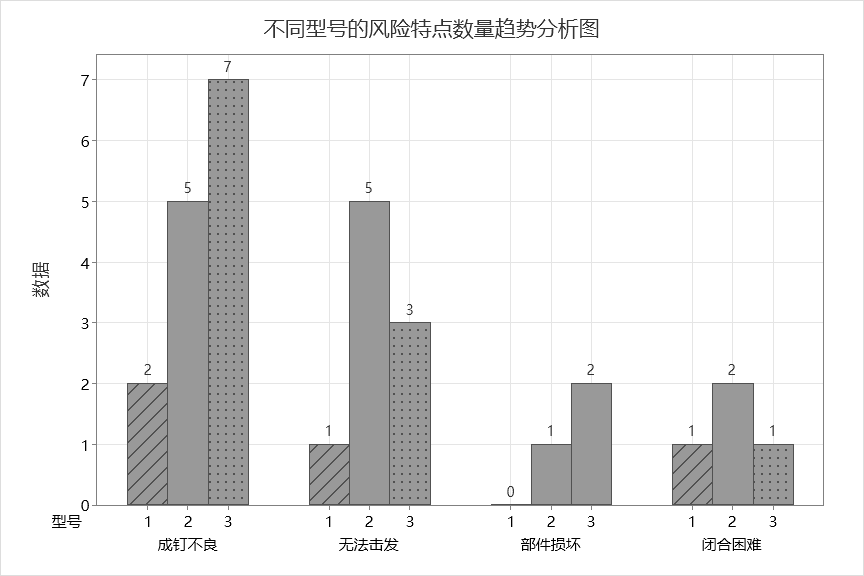 不同型号的风险特点数量趋势分析图
数据
7
6
5
4
3
2
1
0
2 5 7
1 5 3
0 1 2
1 2 1
型号 1 2 3 1 2 3 1 2 3 1 2 3
成钉不良 无法击发 部件损坏 闭合困难